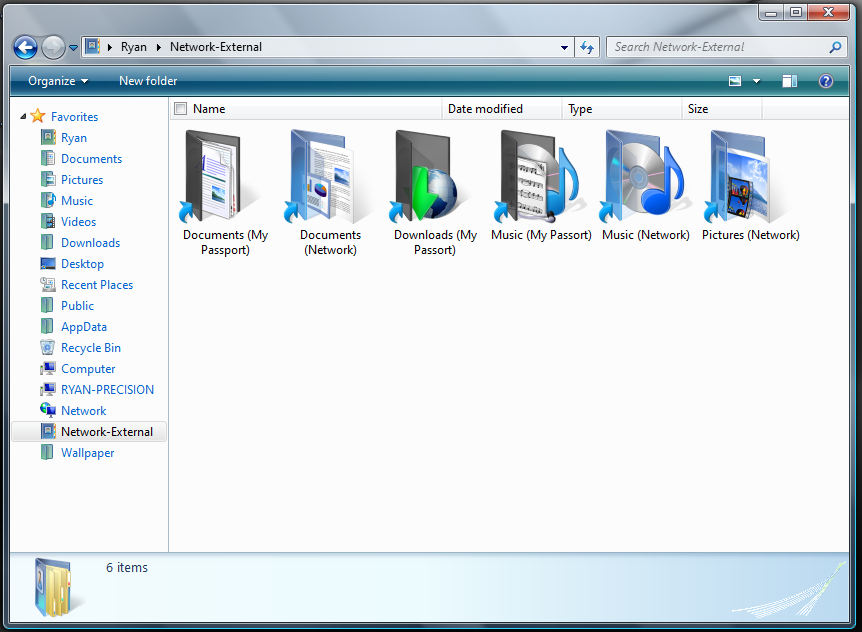 Ryan
Network-External
Search Network-External
Organize
New folder
Favorites
Ryan
Documents
Pictures
Music
Videos
Downloads
Desktop
Recent Places
Public
AppData
Recycle Bin
Computer
RYAN-PRECISION
Network
Network-External
Wallpaper
Name
Date modified
Type
Size
Documents (My
Passport)
Documents
(Network)
Downloads (My
Passort)
Music (My Passort)
Music (Network)
Pictures (Network)
6 items